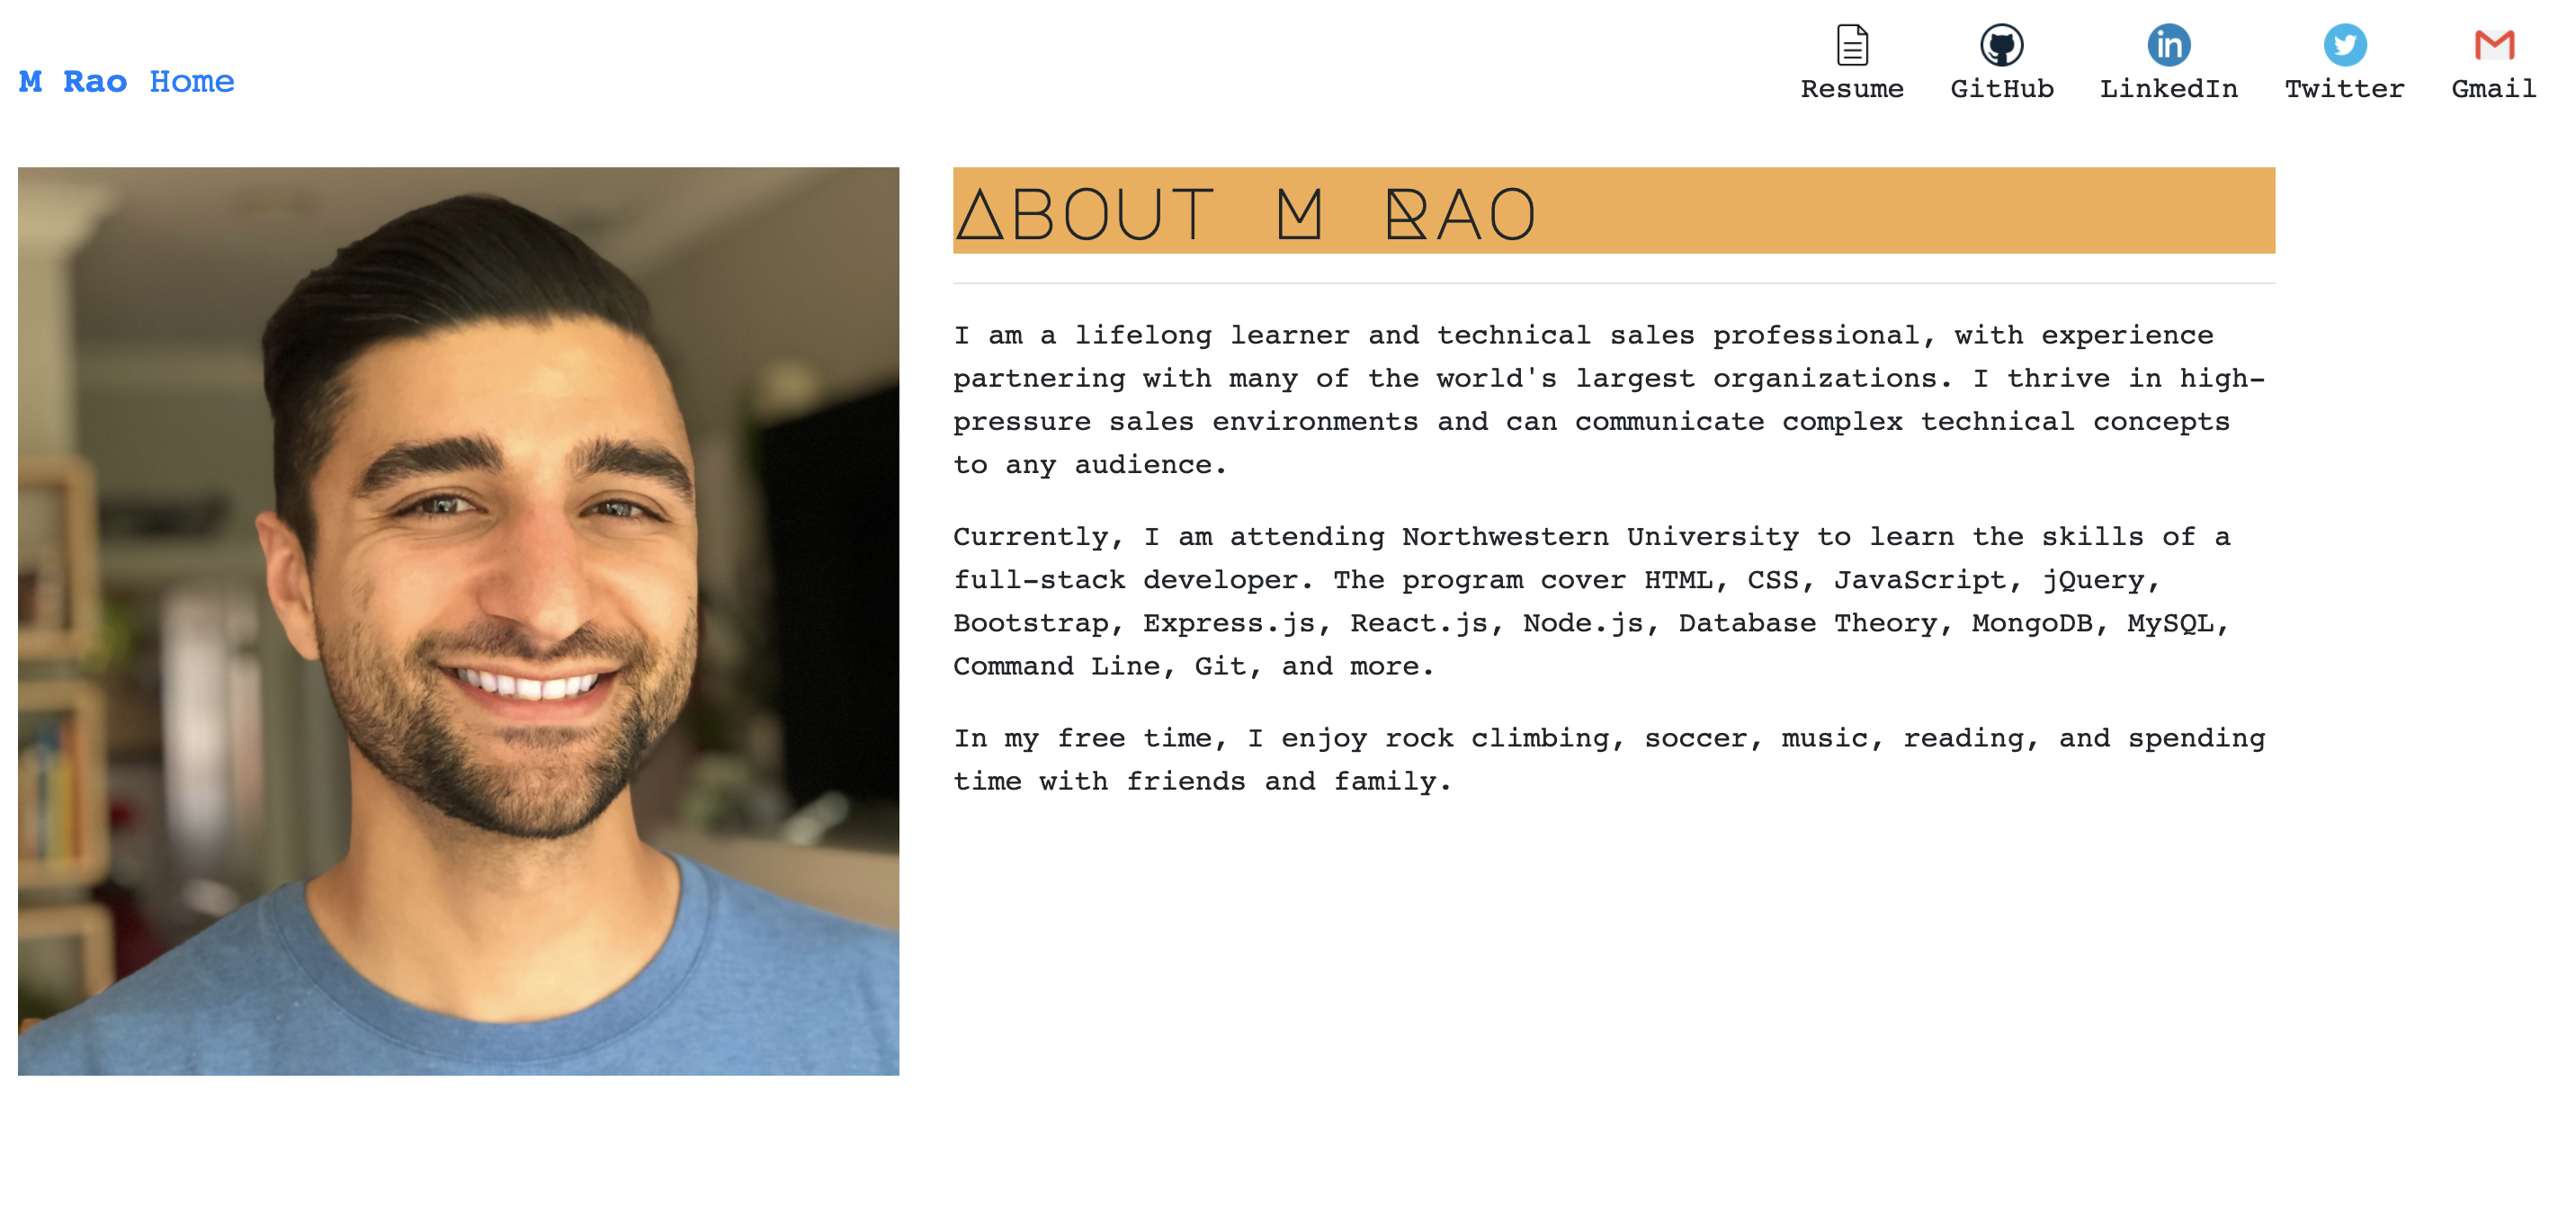 M Rao Home
Resume
GitHub
LinkedIn
Twitter
Gmail
ABOUT M RAO
I am a lifelong learner and technical sales professional, with experience
partnering with many of the world's largest organizations. I thrive in high-
pressure sales environments and can communicate complex technical concepts
to any audience.
Currently, I am attending Northwestern University to learn the skills of a
full-stack developer. The program cover HTML, CSS, JavaScript, jQuery,
Bootstrap, Express.js, React.js, Node.js, Database Theory, MongoDB, MySQL,
Command Line, Git, and more.
In my free time, I enjoy rock climbing, soccer, music, reading, and spending
time with friends and family.